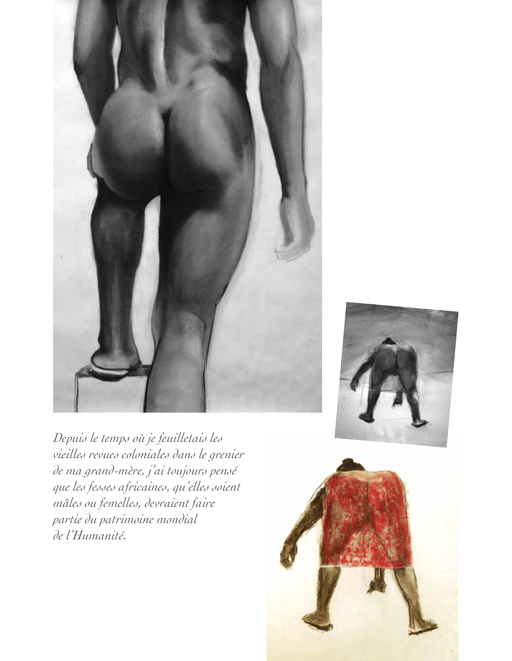 Depuis le temps où je feuilletais les
vieilles revues coloniales dans le grenier
de ma grand-mère, j'ai toujours pensé
que les fesses africaines, qu'elles soient
mâles ou femelles, devraient faire
partie du patrimoine mondial
de l'Humanité.